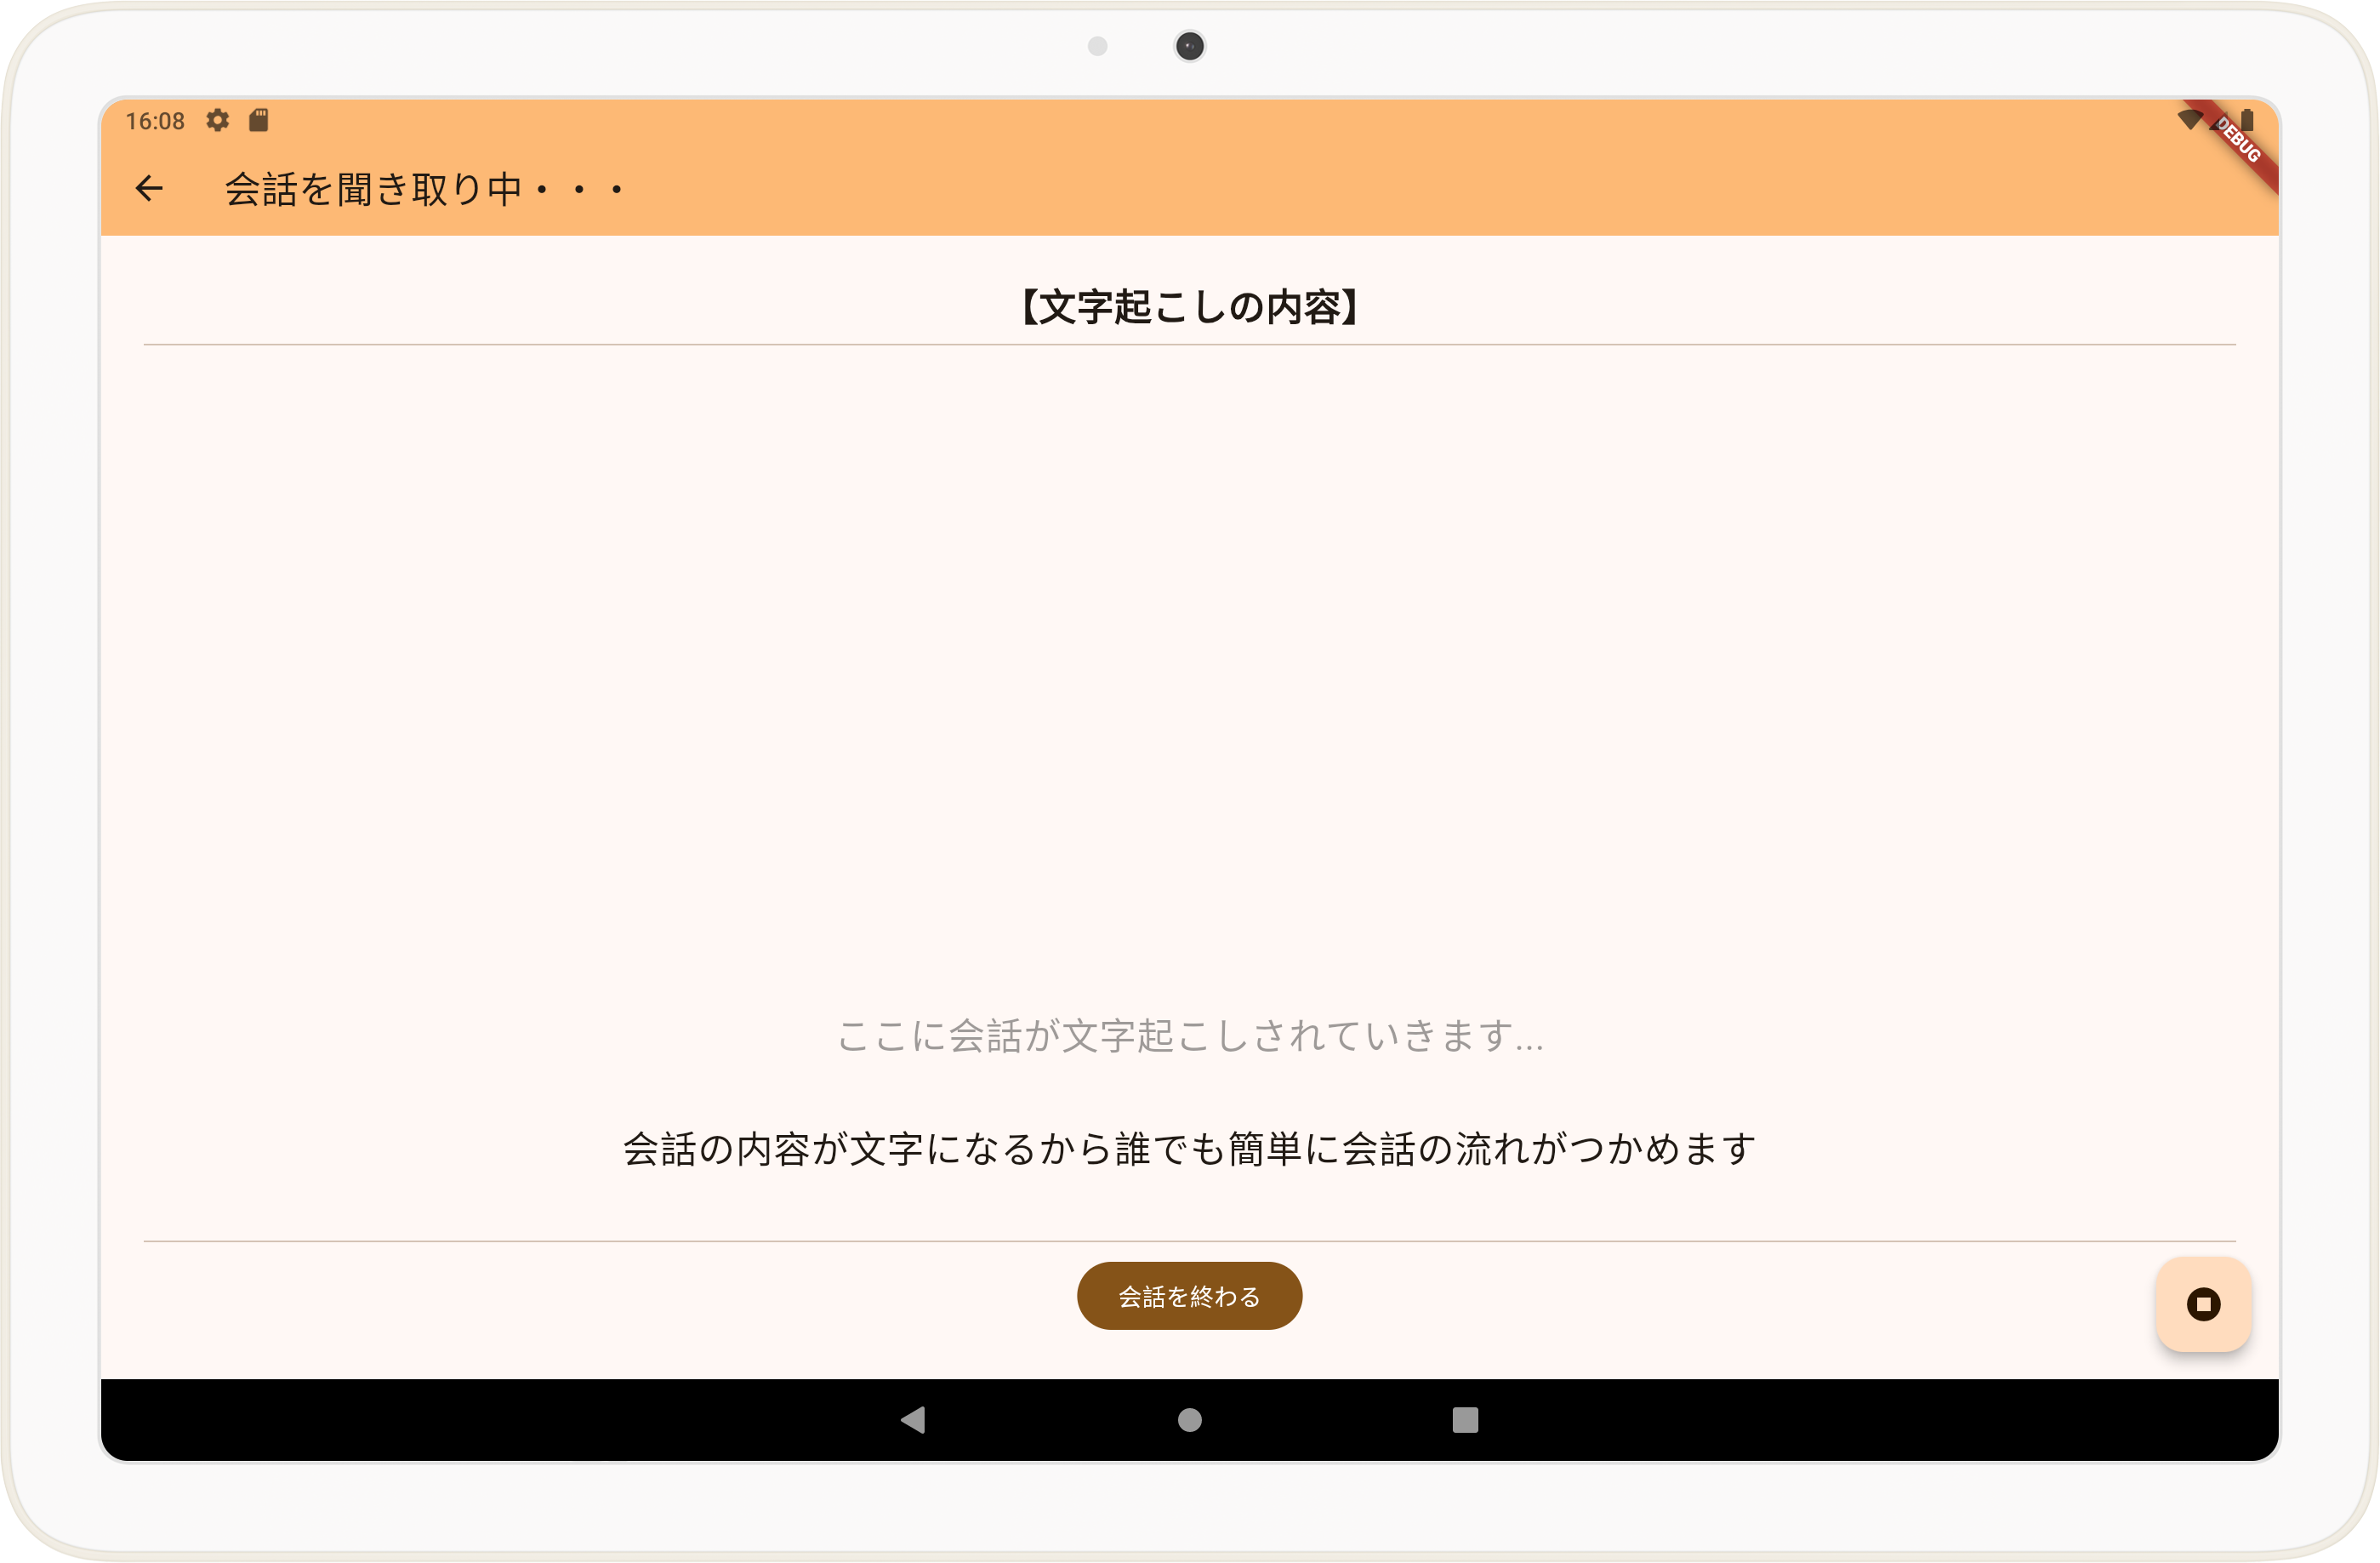 16:08
DEBUG
会話を聞き取り中・・・
【文字起こしの内容】
ここに会話が文字起こしされていきます...
会話の内容が文字になるから誰でも簡単に会話の流れがつかめます
会話を終わる